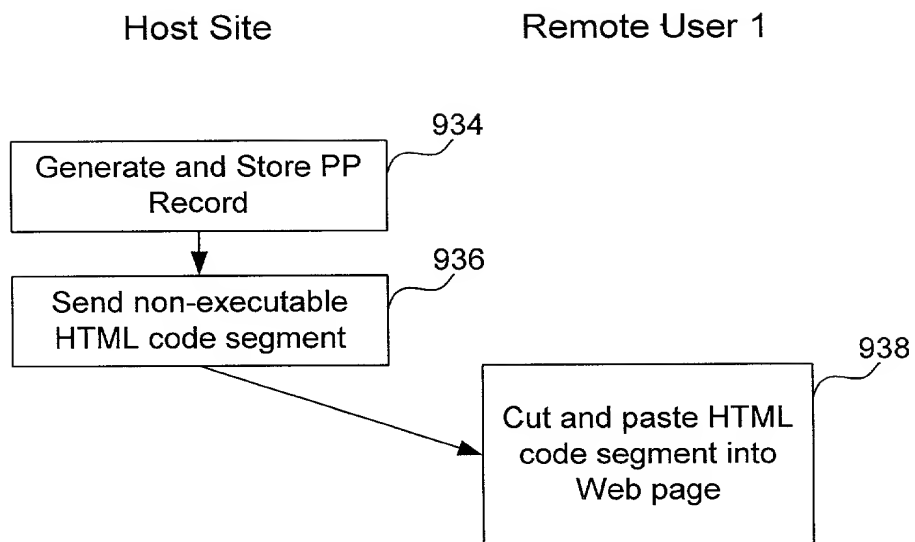 Host Site
Remote User 1
934
Generate and Store PP
Record
936
Send non-executable
HTML code segment
938
Cut and paste HTML
code segment into
Web page